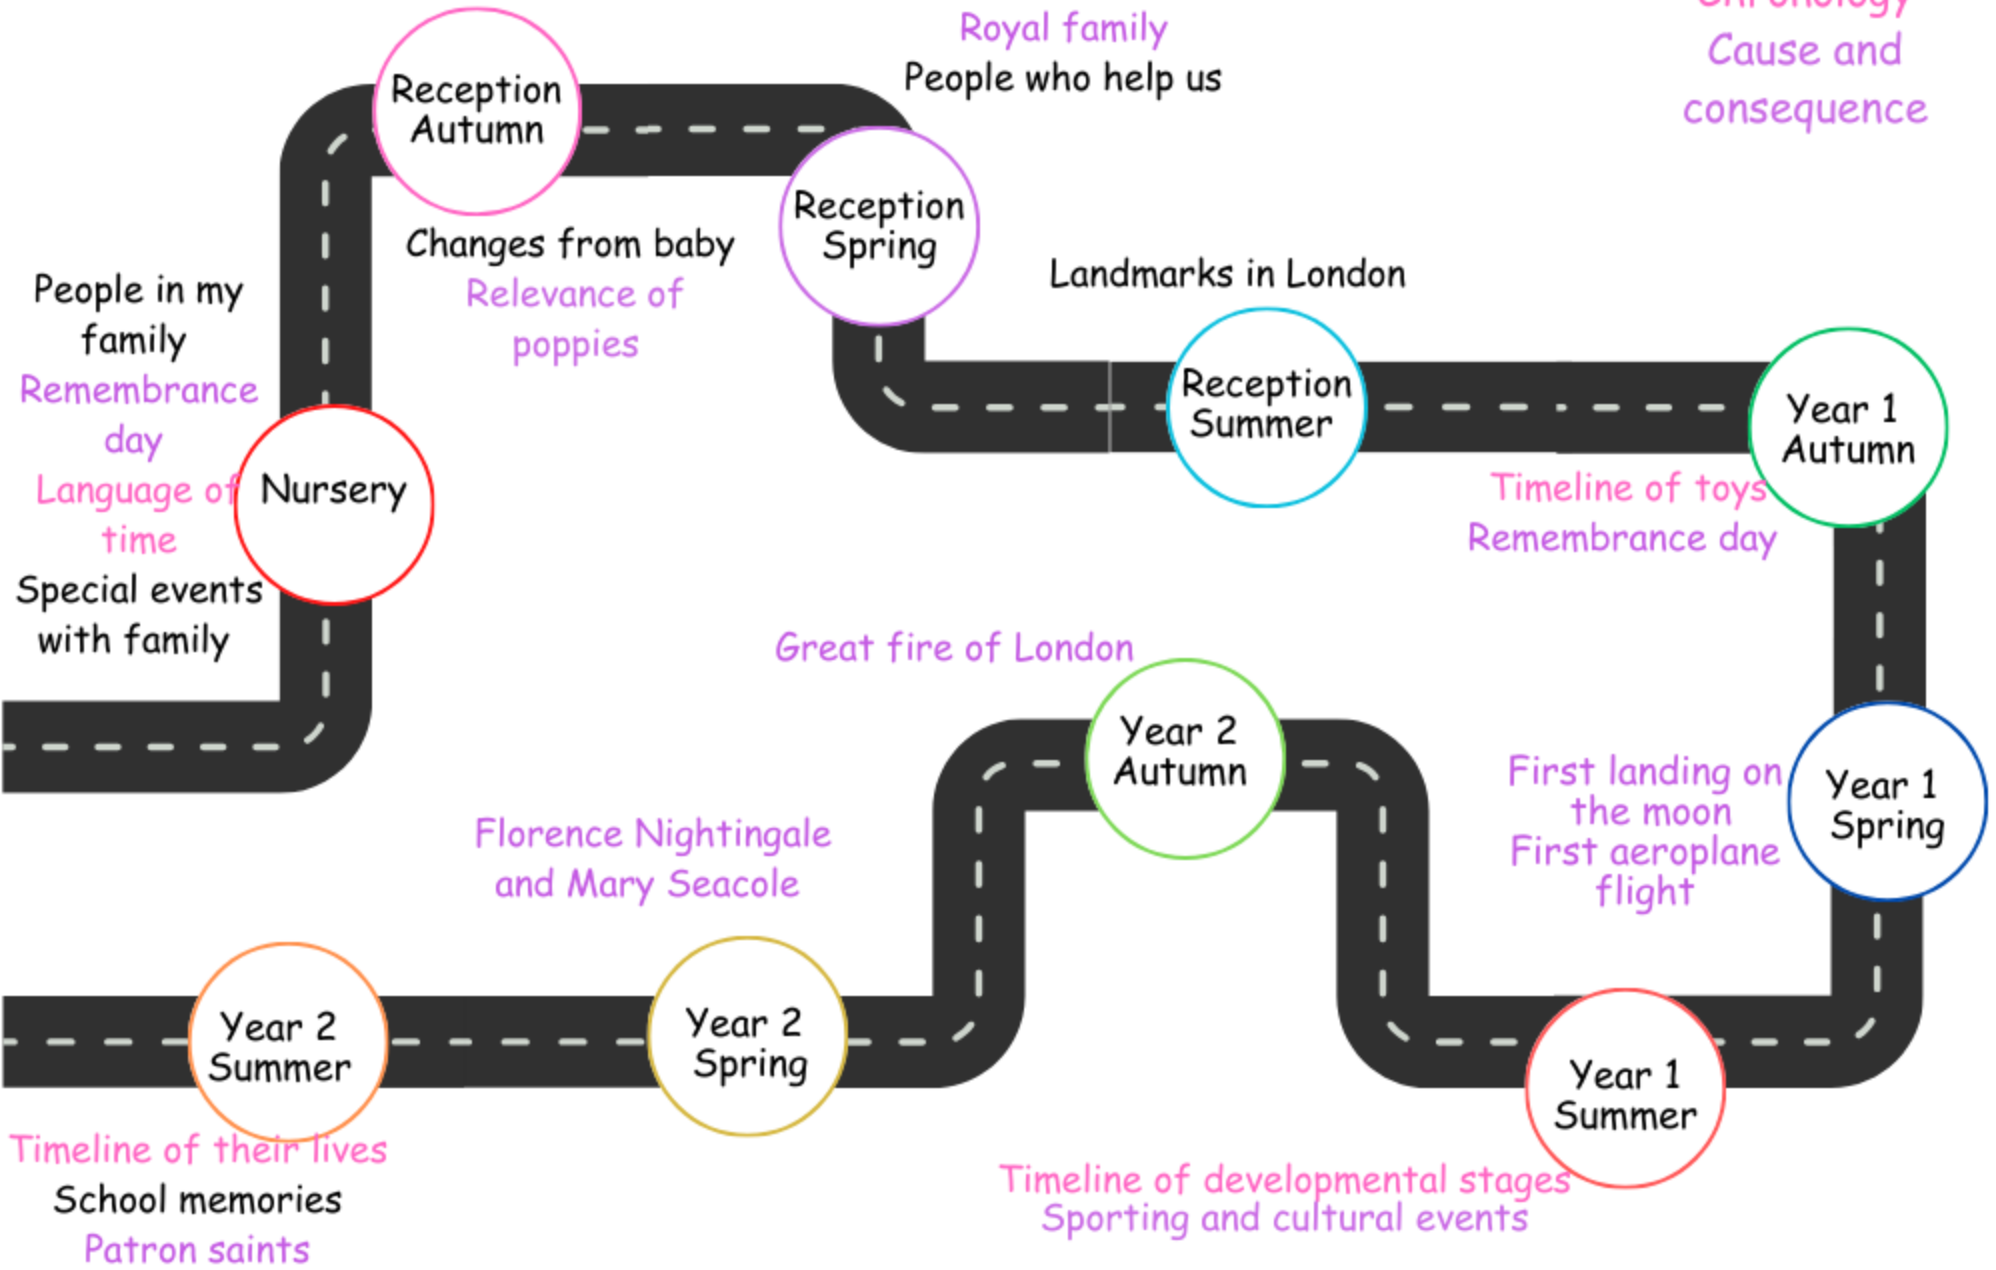 Chronology
Cause and
consequence
Royal family
People who help us
Reception
Autumn
Changes from baby
Relevance of
poppies
Reception
Spring
Landmarks in London
Reception
Summer
People in my
family
Remembrance
day
Language of
time
Special events
with family
Nursery
Year 1
Autumn
Timeline of toys
Remembrance day
Year 1
Spring
First landing on
the moon
First aeroplane
flight
Great fire of London
Year 2
Autumn
Florence Nightingale
and Mary Seacole
Year 2
Spring
Year 2
Summer
Timeline of their lives
School memories
Patron saints
Year 1
Summer
Timeline of developmental stages
Sporting and cultural events